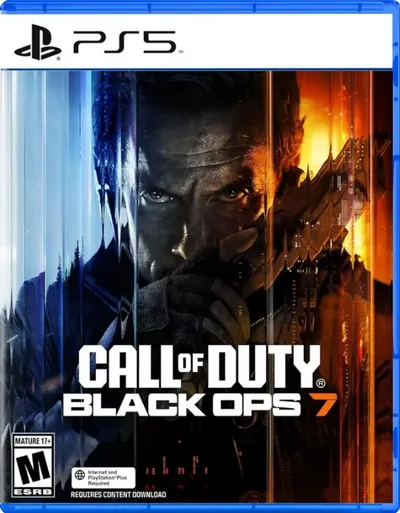 PS5
CALL OF DUTY®
BLACK OPS 7
MATURE 17+
M
ESRB
Internet and
PlayStation®Plus
Required
REQUIRES CONTENT DOWNLOAD